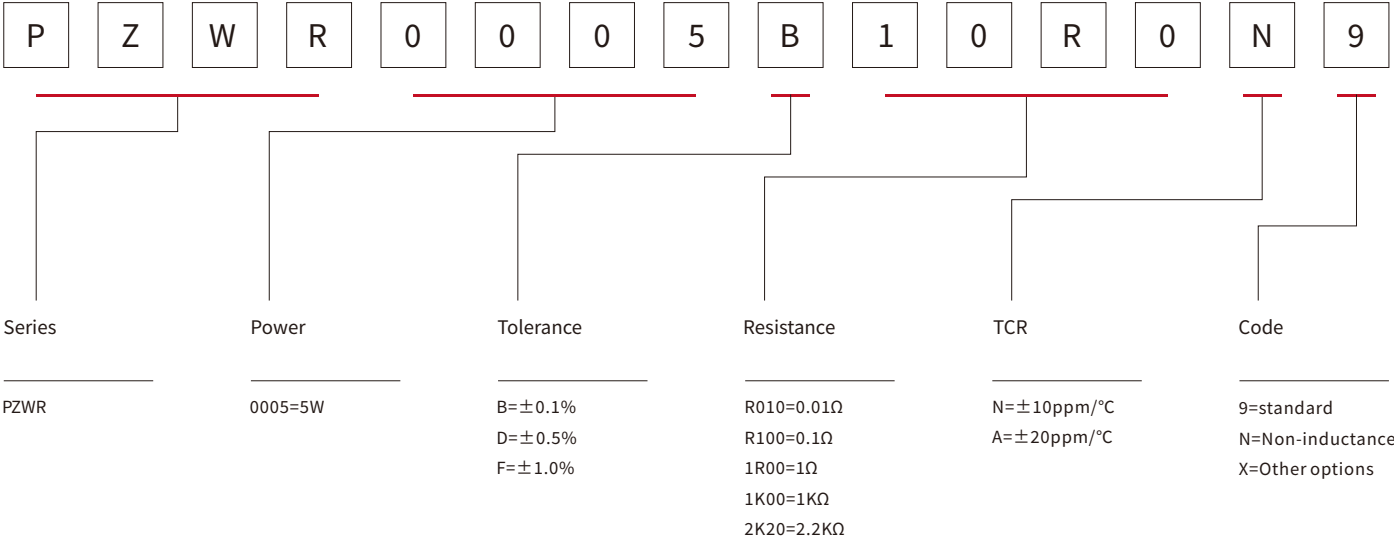 P Z W R 0 0 0 5 B 1 0 R 0 N 9
Series
PZWR
Power
0005=5W
Tolerance
B=±0.1%
D=±0.5%
F=±1.0%
Resistance
R010=0.01Ω
R100=0.1Ω
1R00=1Ω
1K00=1KΩ
2K20=2.2KΩ
TCR
N=±10ppm/℃
A=±20ppm/℃
Code
9=standard
N=Non-inductance
X=Other options